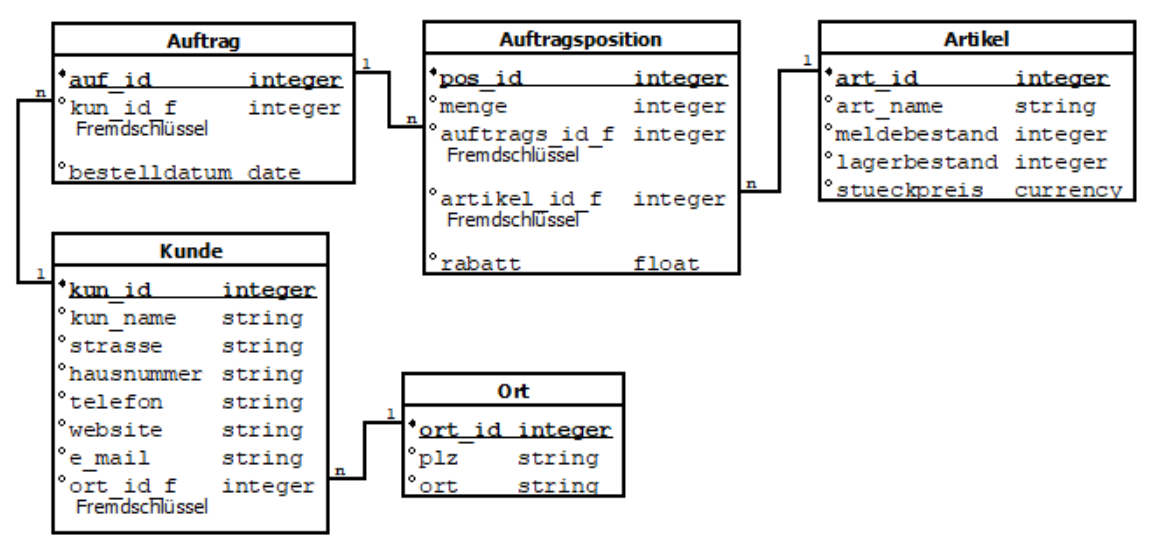 Auftrag
auf_id integer
kun_id_f integer
Fremdschlüssel
bestelldatum date
1
n
n
1
Auftragsposition
pos_id integer
menge integer
auftrags_id_f integer
Fremdschlüssel
artikel_id_f integer
Fremdschlüssel
rabatt float
n
1
Artikel
art_id integer
art_name string
meldebestand integer
lagerbestand integer
stueckpreis currency
Kunde
kun_id integer
kun_name string
strasse string
hausnummer string
telefon string
website string
e_mail string
ort_id_f integer
Fremdschlüssel
n
1
Ort
ort_id integer
plz string
ort string